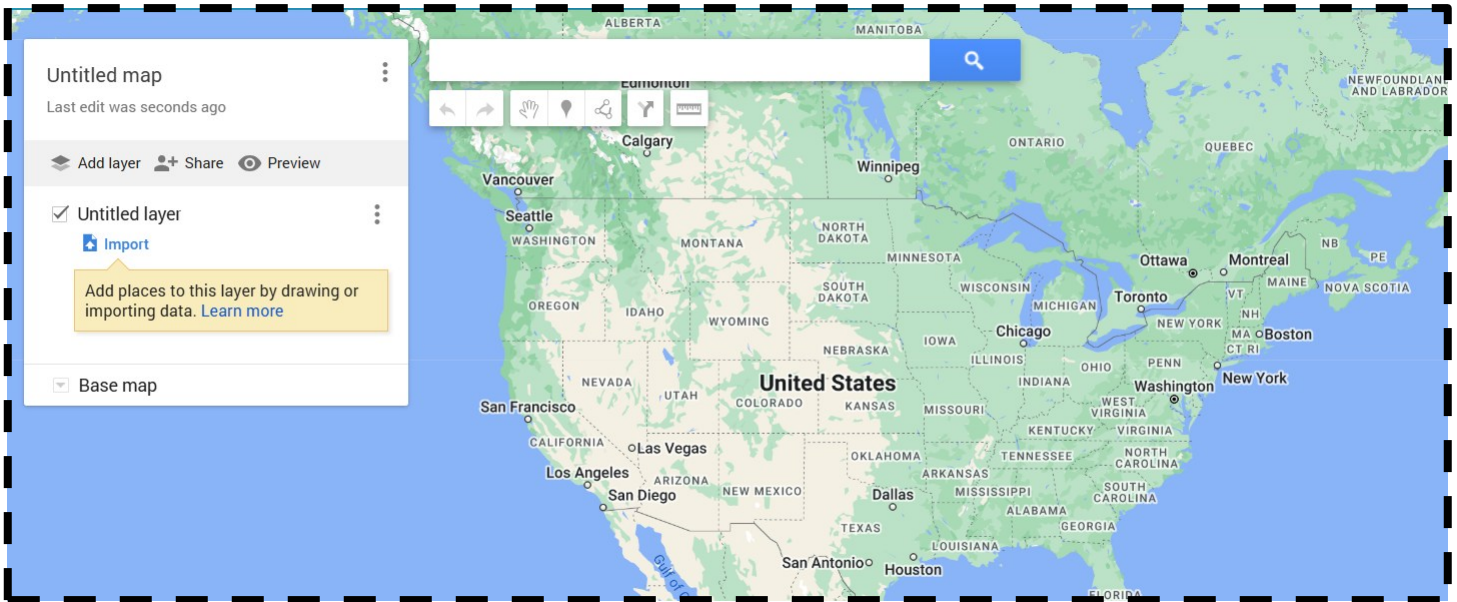 ALBERTA
MANITOBA
Untitled map
Last edit was seconds ago
Edmonton
NEWFOUNDLAN
AND LABRADOR
Calgary
ONTARIO
QUEBEC
Add layer Share Preview
Winnipeg
Vancouver
Untitled layer
Seattle
WASHINGTON
MONTANA
NORTH
DAKOTA
MINNESOTA
Import
Ottawa
Montreal
NB
PE
Add places to this layer by drawing or
importing data. Learn more
OREGON
IDAHO
WYOMING
SOUTH
DAKOTA
WISCONSIN
MICHIGAN
Toronto
VT
MAINE
NOVA SCOTIA
NH
NEW YORK
MA
Boston
CT RI
Chicago
IOWA
NEBRASKA
ILLINOIS
INDIANA
OHIO
PENN
New York
Washington
Base map
NEVADA
UTAH
United States
COLORADO
KANSAS
MISSOURI
WEST
VIRGINIA
KENTUCKY
VIRGINIA
San Francisco
CALIFORNIA
Las Vegas
OKLAHOMA
TENNESSEE
NORTH
CAROLINA
Los Angeles
ARIZONA
NEW MEXICO
ARKANSAS
San Diego
Dallas
MISSISSIPPI
SOUTH
CAROLINA
ALABAMA
GEORGIA
TEXAS
LOUISIANA
San Antonio
Houston
Gulf of C
FLORIDA